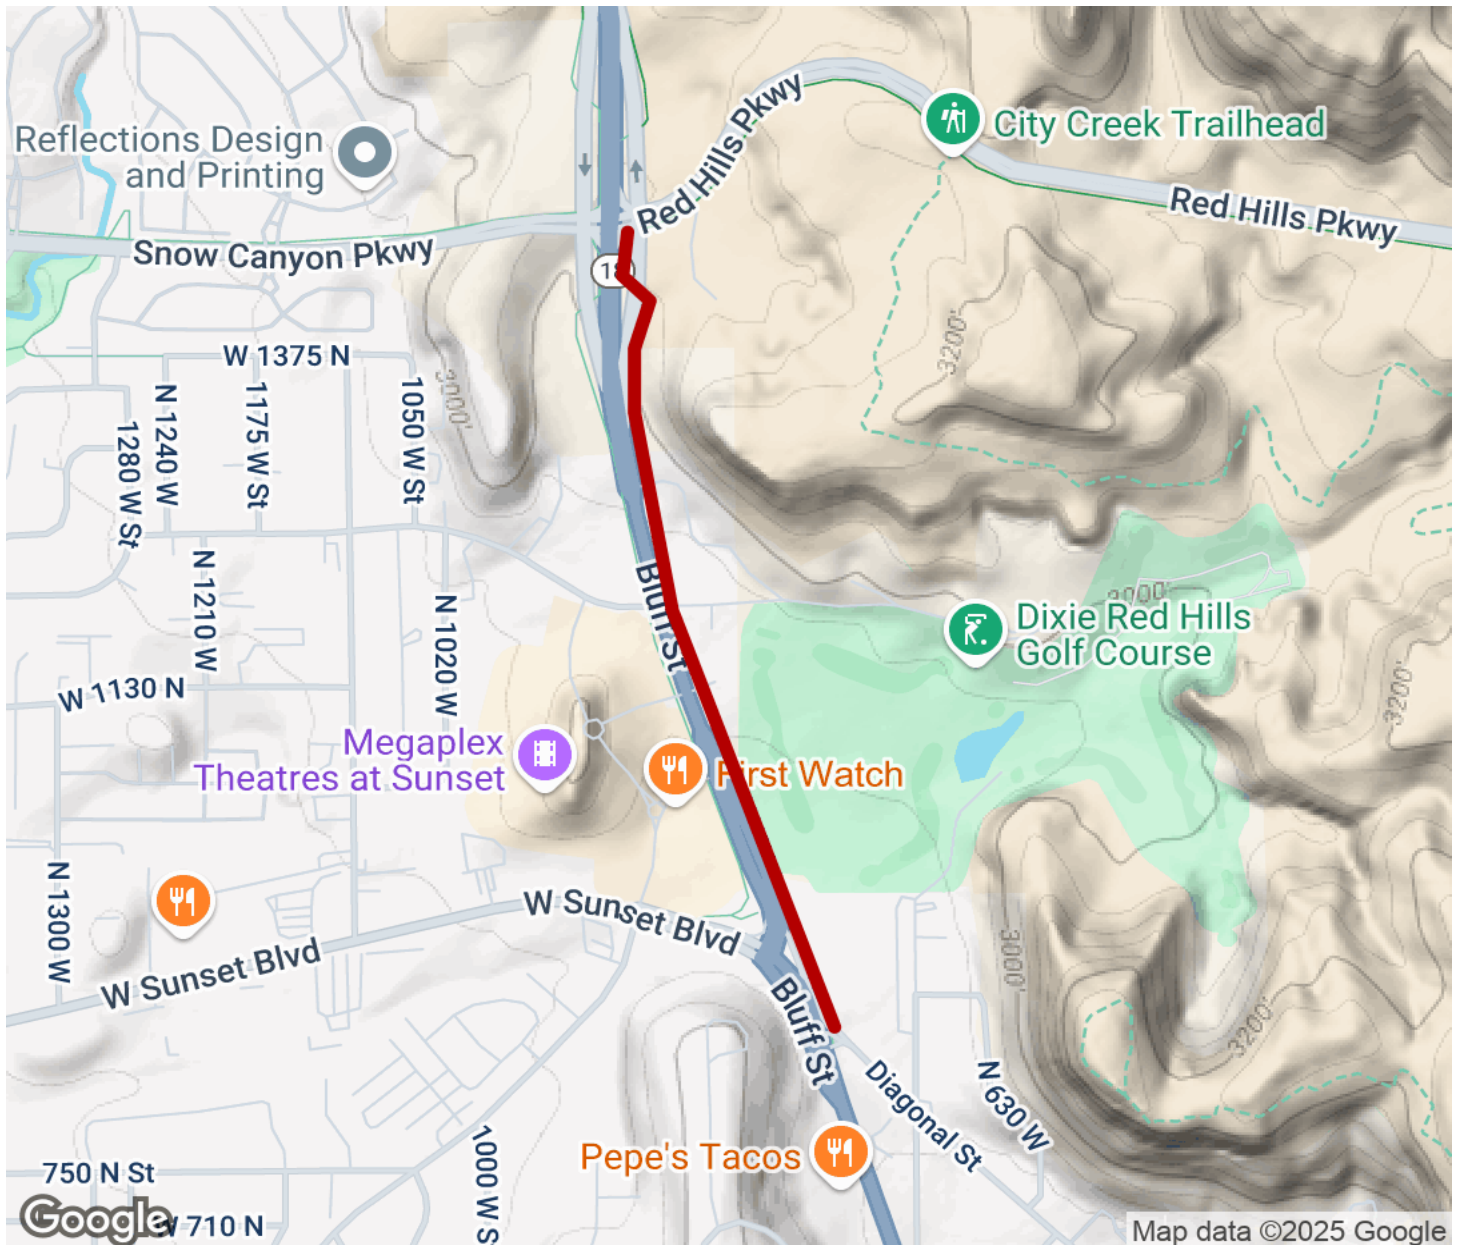 Red Hills Pkwy
City Creek Trailhead
Reflections Design
and Printing
Red Hills Pkwy
Snow Canyon Pkwy
18
3200'
W 1375 N
3000'
N 1240 W
1175 W St
1050 W St
1280 W St
N 1210 W
Bluff St
N 1020 W
3200'
Dixie Red Hills
Golf Course
W 1130 N
3200'
Megaplex
Theatres at Sunset
First Watch
N 1300 W
W Sunset Blvd
W Sunset Blvd
3000'
Bluff St
3200'
Diagonal St
N 630 W
Pepe's Tacos
1000 W S
750 N St
Google
W 710 N
Map data ©2025 Google